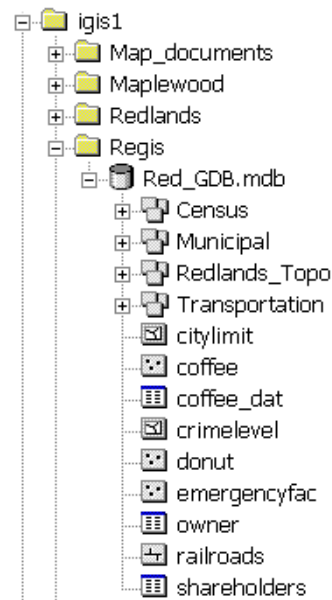 igis1
Map_documents
Maplewood
Redlands
Regis
Red_GDB.mdb
Census
Municipal
Redlands_Topo
Transportation
citylimit
coffee
coffee_dat
crimelevel
donut
emergencyfac
owner
railroads
shareholders